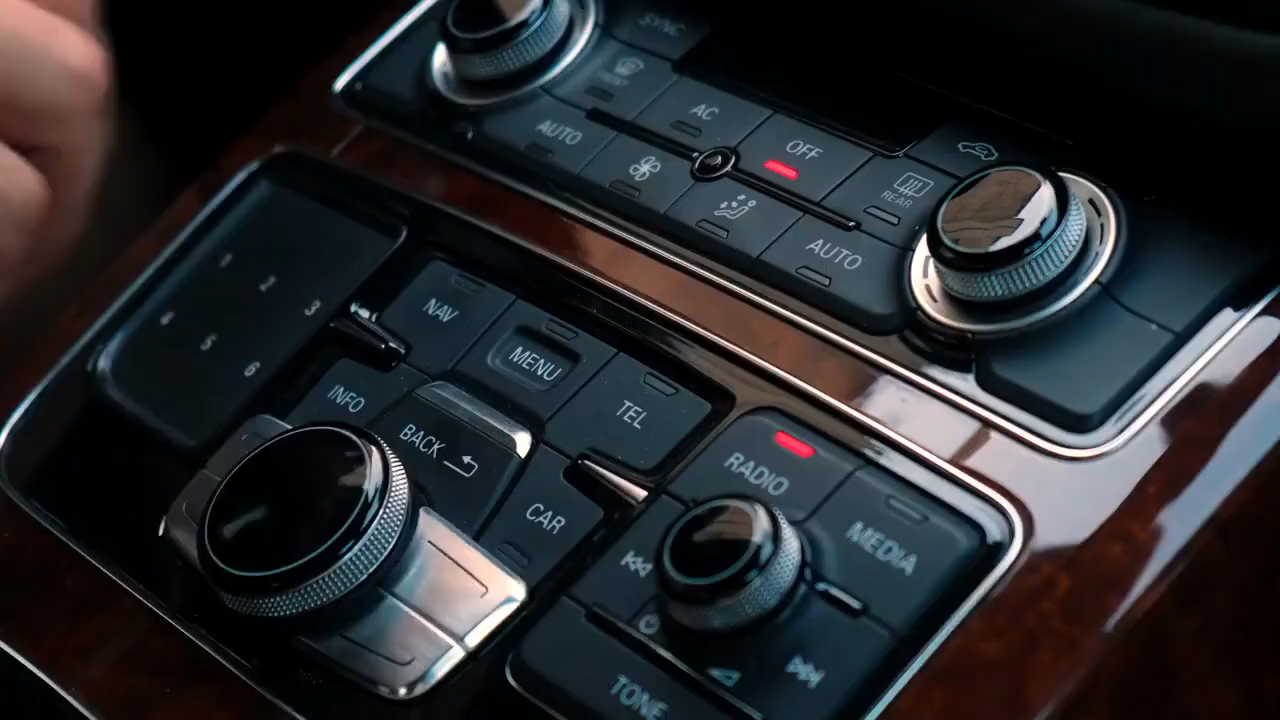 SYNC
AC
OFF
AUTO
REAR
AUTO
1
2
3
4
5
6
NAV
MENU
TEL
INFO
BACK
CAR
RADIO
MEDIA
TONE